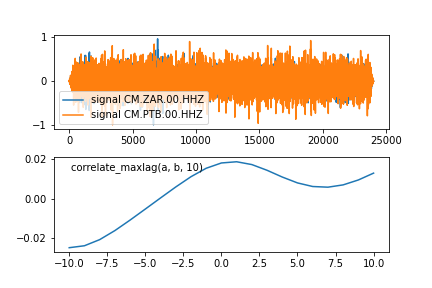 1
0
−1
signal CM.ZAR.00.HHZ
signal CM.PTB.00.HHZ
0 5000 10000 15000 20000 25000
0.02
0.00
−0.02
correlate_maxlag(a, b, 10)
−10.0 −7.5 −5.0 −2.5 0.0 2.5 5.0 7.5 10.0